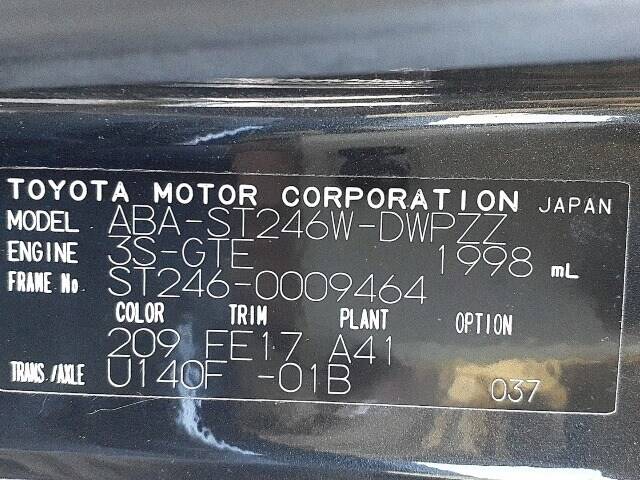 TOYOTA MOTOR CORPORATION JAPAN
MODEL ABA-ST246W-DWPZZ
ENGINE 3S-GTE 1998 mL
FRAME No. ST246-0009464
COLOR TRIM PLANT OPTION
209 FE17 A41
TRANS./AXLE U140F -01B 037